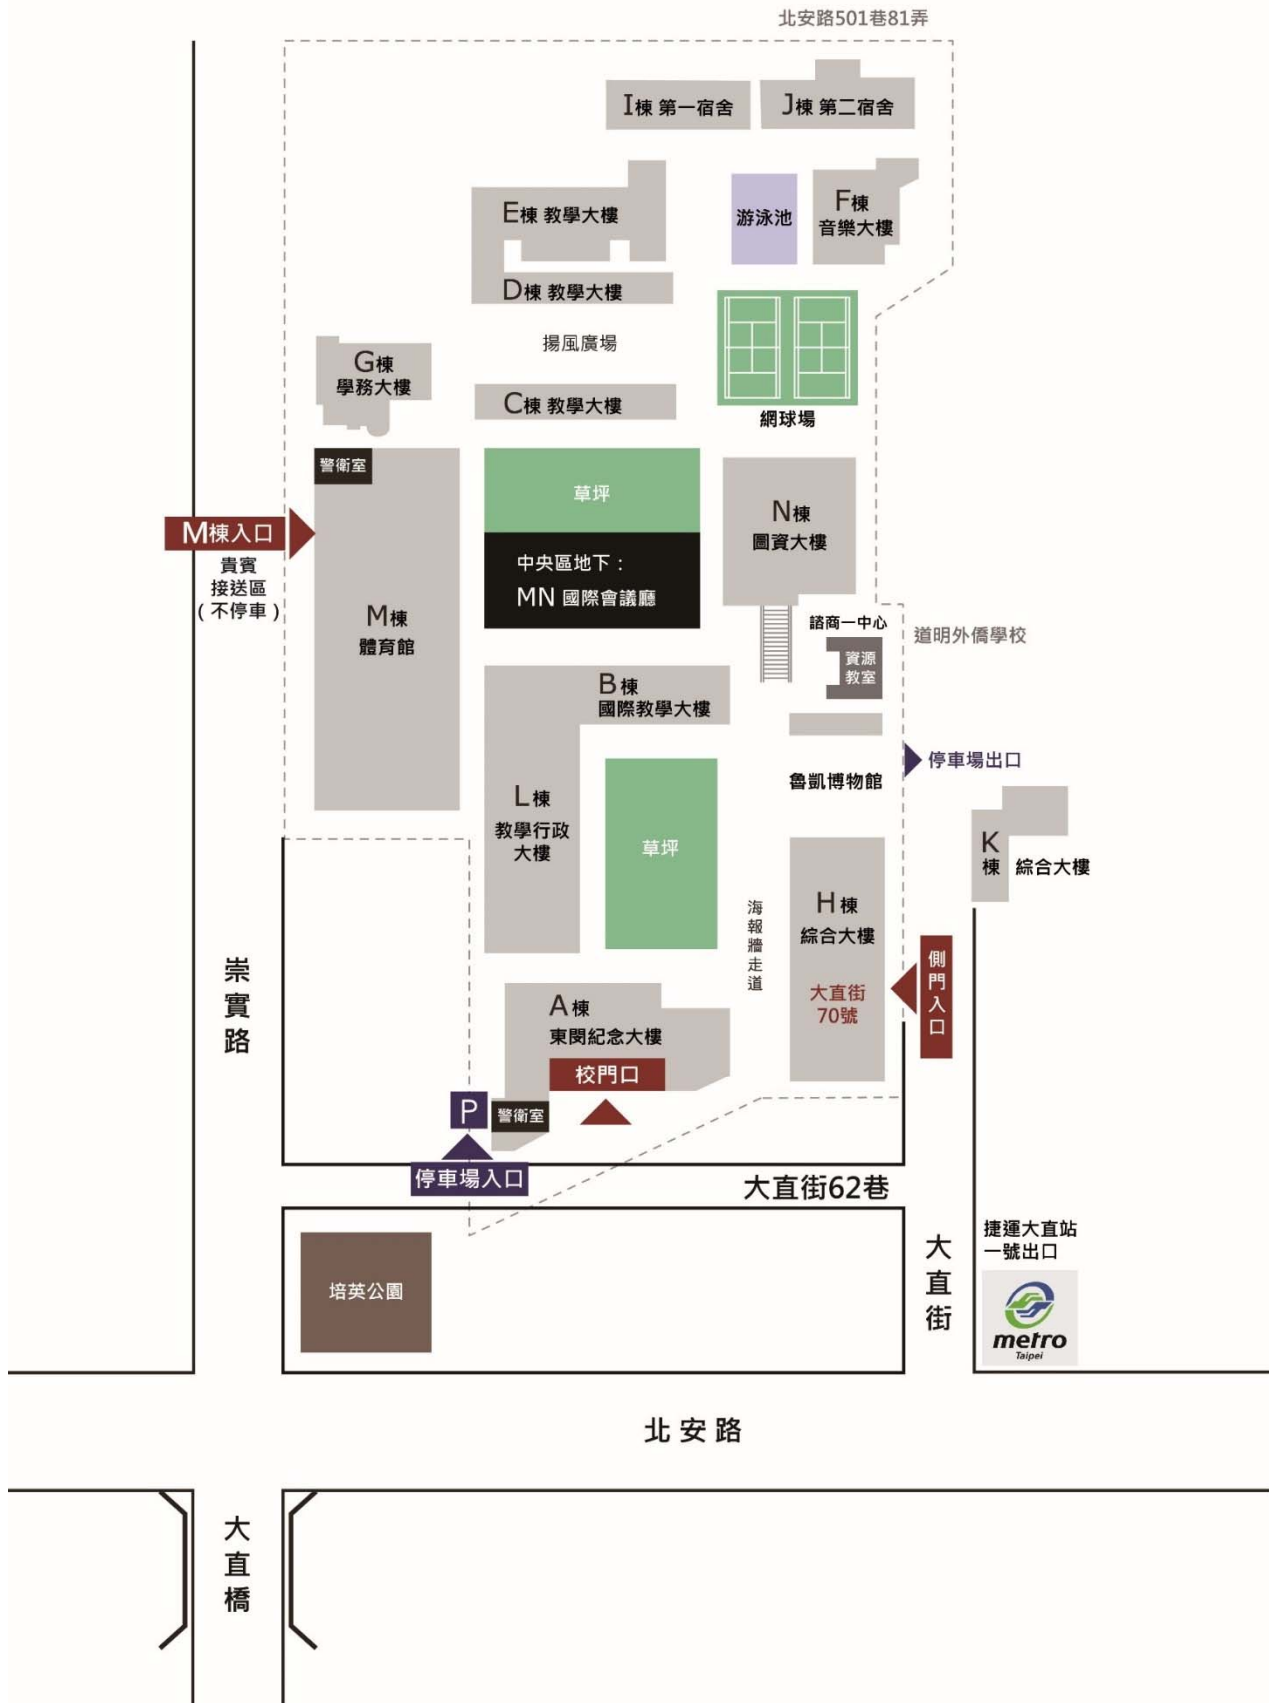 北安路501巷81弄
I棟 第一宿舍
J棟 第二宿舍
E棟 教學大樓
游泳池
F棟
音樂大樓
D棟 教學大樓
揚風廣場
G棟
學務大樓
C棟 教學大樓
網球場
警衛室
草坪
N棟
圖資大樓
M棟入口
貴賓
接送區
(不停車)
中央區地下：
MN 國際會議廳
M棟
體育館
諮商一中心
資源
教室
道明外僑學校
B棟
國際教學大樓
停車場出口
魯凱博物館
L棟
教學行政
大樓
草坪
K
棟 綜合大樓
海報牆走道
H棟
綜合大樓
大直街
70號
側門入口
崇實路
A棟
東閔紀念大樓
校門口
P
警衛室
停車場入口
大直街62巷
培英公園
大直街
捷運大直站
一號出口
metro
Taipei
北安路
大直橋